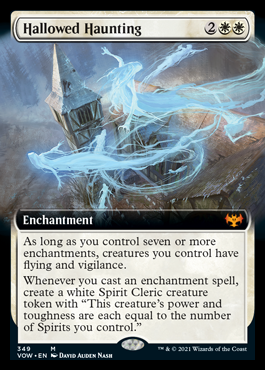 Hallowed Haunting 2
Enchantment
As long as you control seven or more
enchantments, creatures you control have
flying and vigilance.
Whenever you cast an enchantment spell,
create a white Spirit Cleric creature
token with “This creature's power and
toughness are each equal to the number
of Spirits you control.”
349 M
VOW • EN DAVID AUDEN NASH
™ & © 2021 Wizards of the Coast